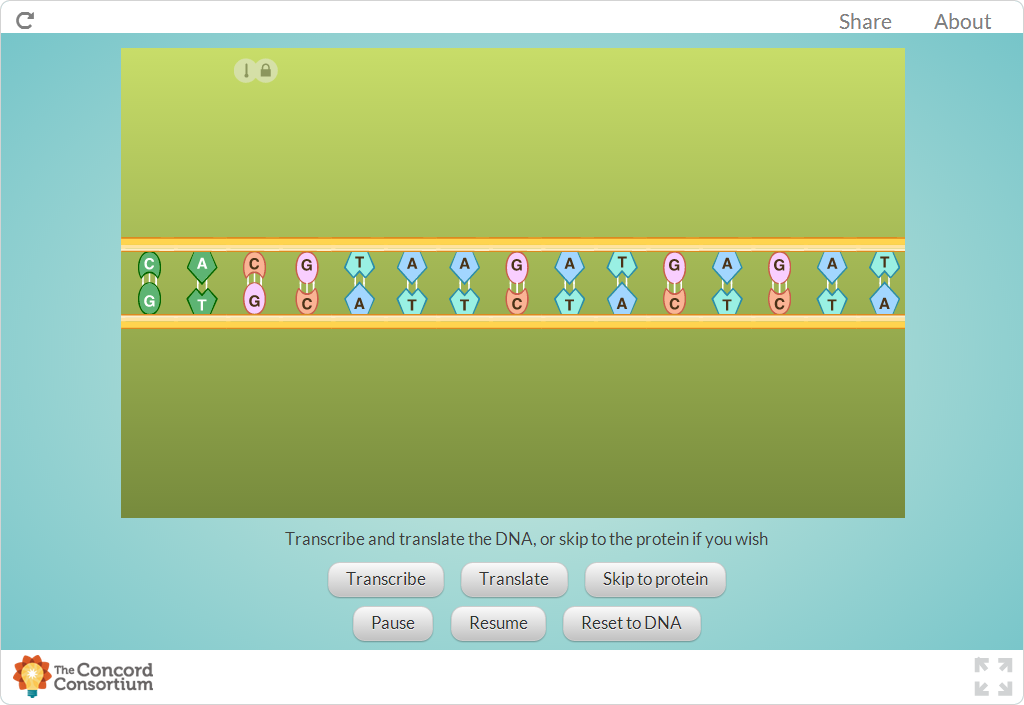 Share About
C A C G T A A G A T G A G A T
G T G C A T T C T A C T C T A
Transcribe and translate the DNA, or skip to the protein if you wish
Transcribe Translate Skip to protein
Pause Resume Reset to DNA
The Concord
Consortium